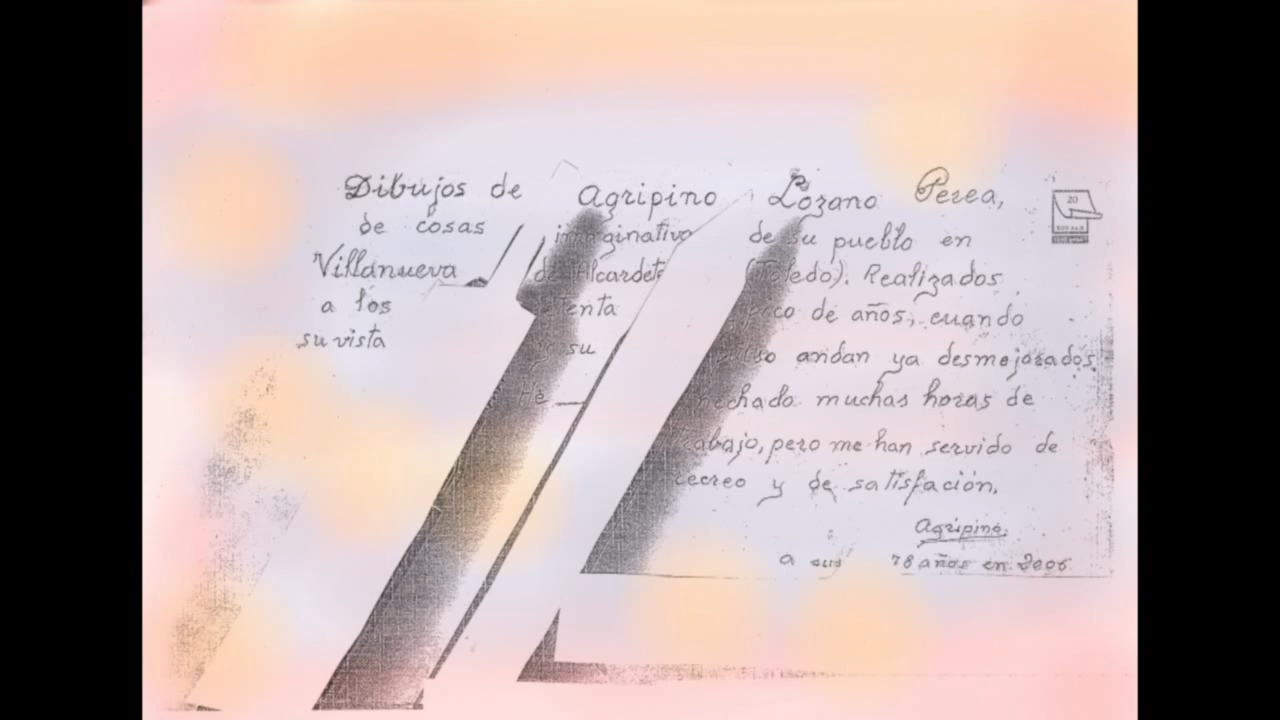 Dibujos de Agripino Lozano Perea,
de cosas imaginativo de su pueblo en
Villanueva de Alcardete (Toledo). Realizados
a los setenta y poco de años, cuando
su vista y su pulso andan ya desmejorados.
He hechado muchas horas de
trabajo, pero me han servido de
recreo y de satisfación,
Agripino.
a sus 78 años en 2006
20